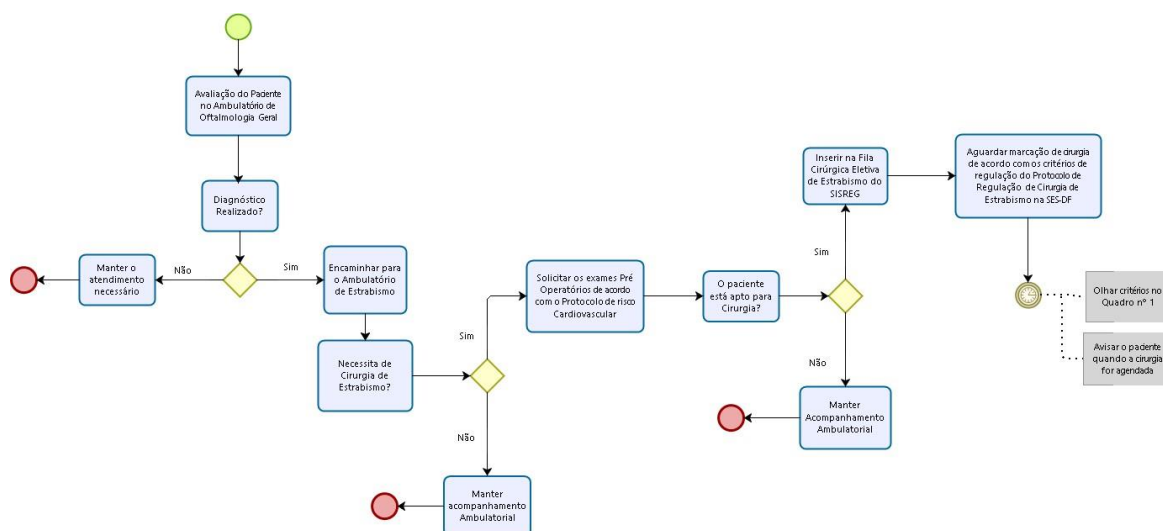 Avaliação do Paciente
no Ambulatório de
Oftalmologia Geral
Diagnóstico
Realizado?
Não
Sim
Manter o
atendimento
necessário
Encaminhar para
o Ambulatório
de Estrabismo
Necessita de
Cirurgia de
Estrabismo?
Sim
Não
Manter
acompanhamento
Ambulatorial
Solicitar os exames Pré
Operatórios de acordo
com o Protocolo de risco
Cardiovascular
O paciente
está apto para
Cirurgia?
Sim
Não
Manter
Acompanhamento
Ambulatorial
Inserir na Fila
Cirúrgica Eletiva
de Estrabismo do
SISREG
Aguardar marcação de cirurgia
de acordo com os critérios de
regulação do Protocolo de
Regulação de Cirurgia de
Estrabismo na SES-DF
Olhar critérios no
Quadro nº 1
Avisar o paciente
quando a cirurgia
for agendada